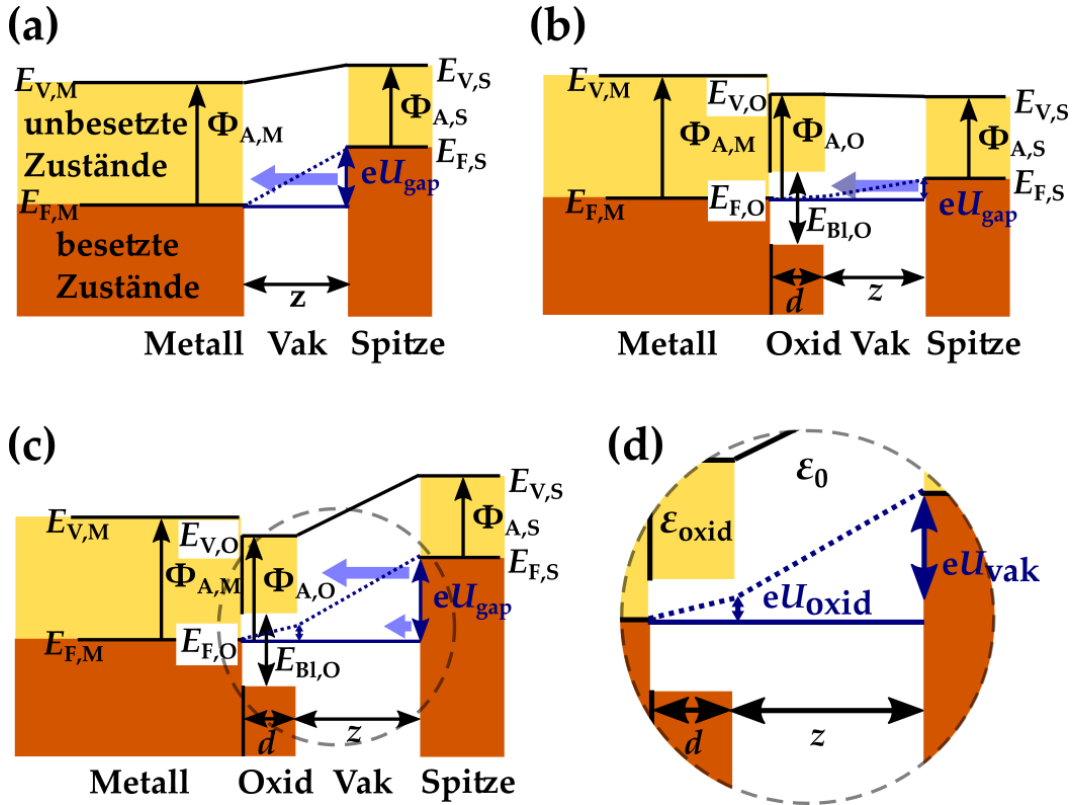 (a)
E_V,M
E_V,S
unbesetzte
Zustände
Φ_A,M
Φ_A,S
E_F,M
E_F,S
eU_gap
besetzte
Zustände
z
Metall Vak Spitze
(b)
E_V,M
E_V,O
E_V,S
Φ_A,M
Φ_A,O
Φ_A,S
E_F,M
E_F,O
E_F,S
eU_gap
E_Bl,O
d
z
Metall Oxid Vak Spitze
(c)
E_V,M
E_V,O
E_V,S
Φ_A,M
Φ_A,O
Φ_A,S
E_F,M
E_F,O
E_F,S
eU_gap
E_Bl,O
d
z
Metall Oxid Vak Spitze
(d)
ε_0
ε_oxid
eU_vak
eU_oxid
d
z